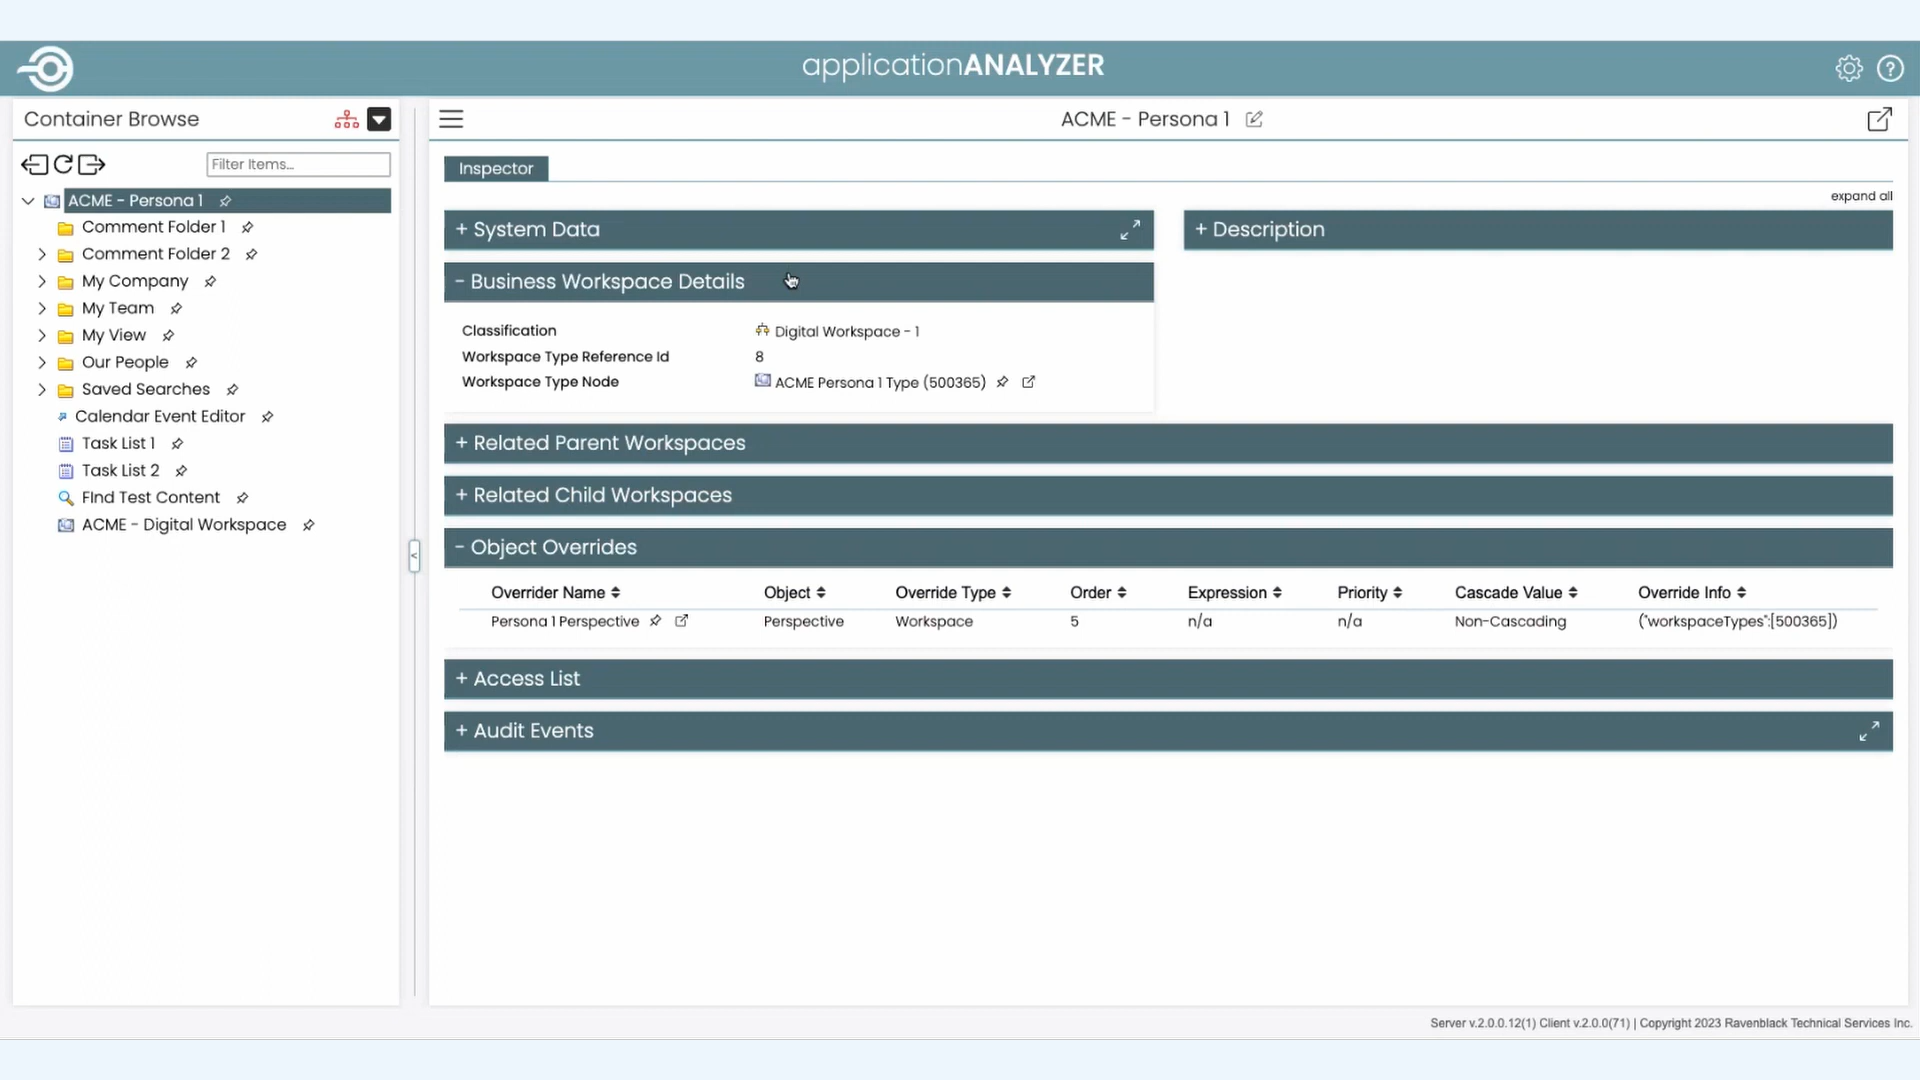 applicationANALYZER
Container Browse
Filter Items...
ACME - Persona 1
Comment Folder 1
Comment Folder 2
My Company
My Team
My View
Our People
Saved Searches
Calendar Event Editor
Task List 1
Task List 2
FInd Test Content
ACME - Digital Workspace
<
ACME - Persona 1
Inspector
expand all
+ System Data
+ Description
- Business Workspace Details
Classification Digital Workspace - 1
Workspace Type Reference Id 8
Workspace Type Node ACME Persona 1 Type (500365)
+ Related Parent Workspaces
+ Related Child Workspaces
- Object Overrides
Overrider Name Object Override Type Order Expression Priority Cascade Value Override Info
Persona 1 Perspective Perspective Workspace 5 n/a n/a Non-Cascading ("workspaceTypes":[500365])
+ Access List
+ Audit Events
Server v.2.0.0.12(1) Client v.2.0.0(71) | Copyright 2023 Ravenblack Technical Services Inc.